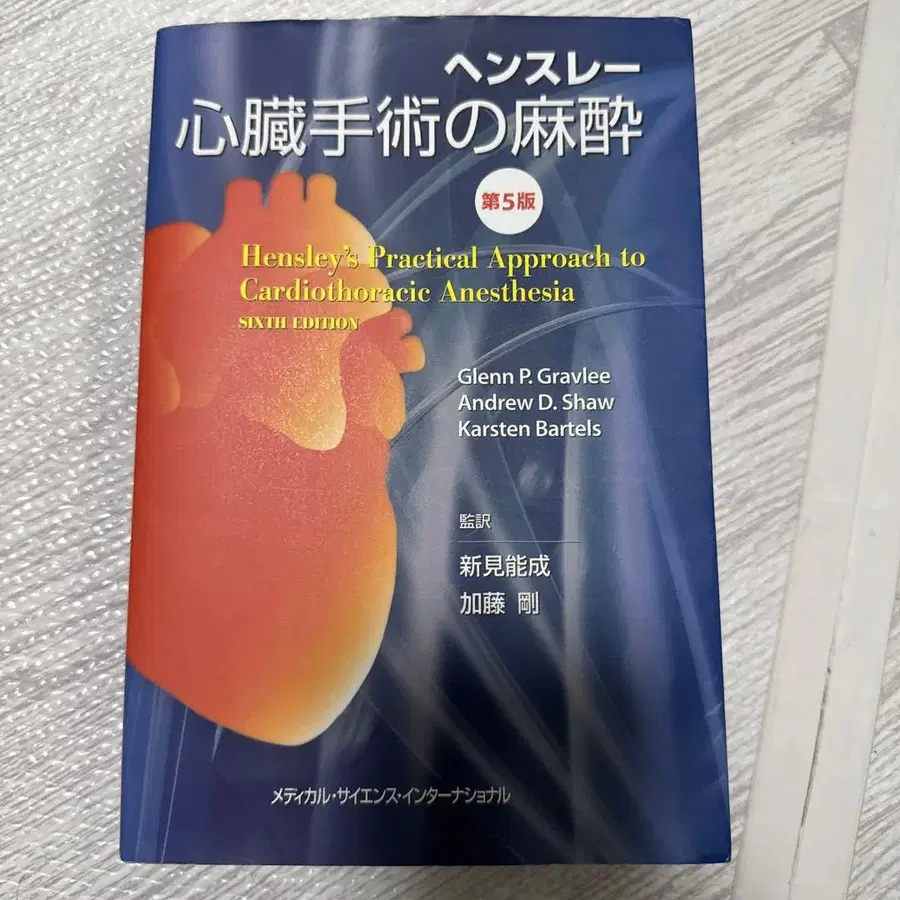 ヘンスレー
心臓手術の麻酔
第5版
Hensley's Practical Approach to
Cardiothoracic Anesthesia
SIXTH EDITION
Glenn P. Gravlee
Andrew D. Shaw
Karsten Bartels
監訳
新見能成
加藤 剛
メディカル・サイエンス・インターナショナル